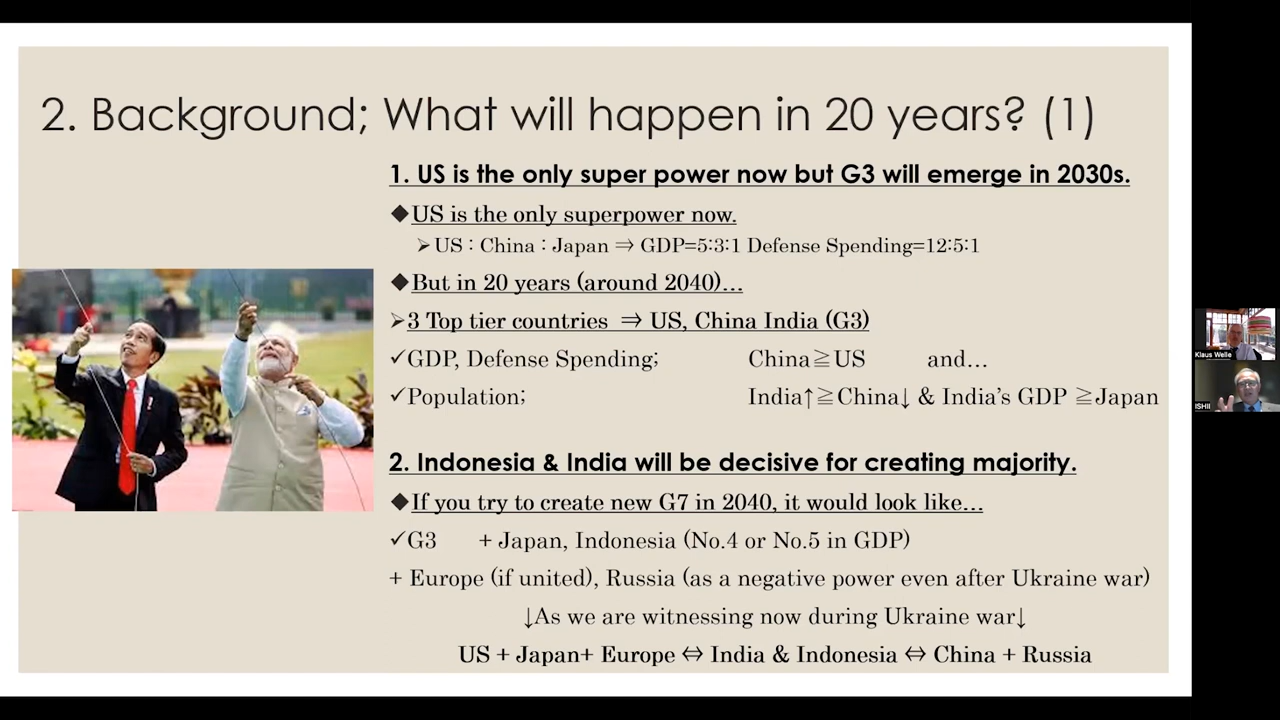 2. Background; What will happen in 20 years? (1)
1. US is the only super power now but G3 will emerge in 2030s.
◆US is the only superpower now.
➢US : China : Japan ⇒ GDP=5:3:1 Defense Spending=12:5:1
◆But in 20 years (around 2040)…
➢3 Top tier countries ⇒ US, China India (G3)
✓GDP, Defense Spending; China≧US and…
✓Population; India↑≧China↓ & India’s GDP ≧Japan
2. Indonesia & India will be decisive for creating majority.
◆If you try to create new G7 in 2040, it would look like…
✓G3 + Japan, Indonesia (No.4 or No.5 in GDP)
+ Europe (if united), Russia (as a negative power even after Ukraine war)
↓As we are witnessing now during Ukraine war↓
US + Japan+ Europe ⇔ India & Indonesia ⇔ China + Russia
Klaus Welle
ISHII